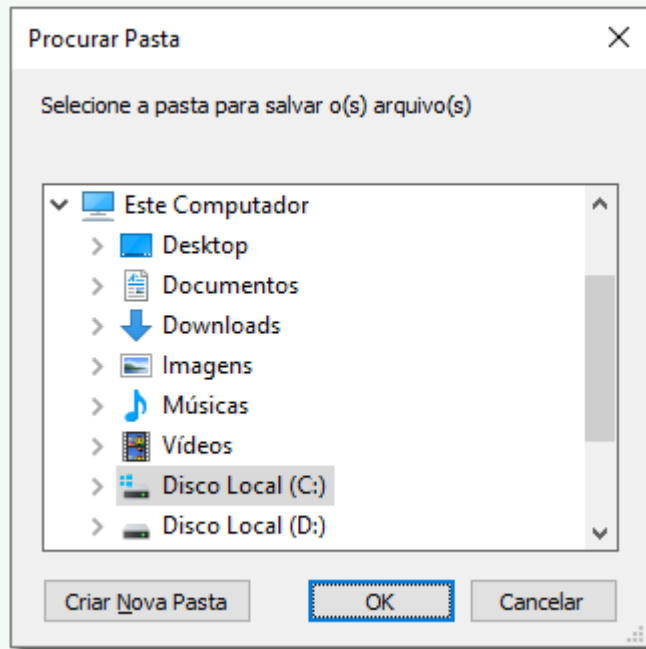 Procurar Pasta
Selecione a pasta para salvar o(s) arquivo(s)
Este Computador
Desktop
Documentos
Downloads
Imagens
Músicas
Vídeos
Disco Local (C:)
Disco Local (D:)
Criar Nova Pasta OK Cancelar